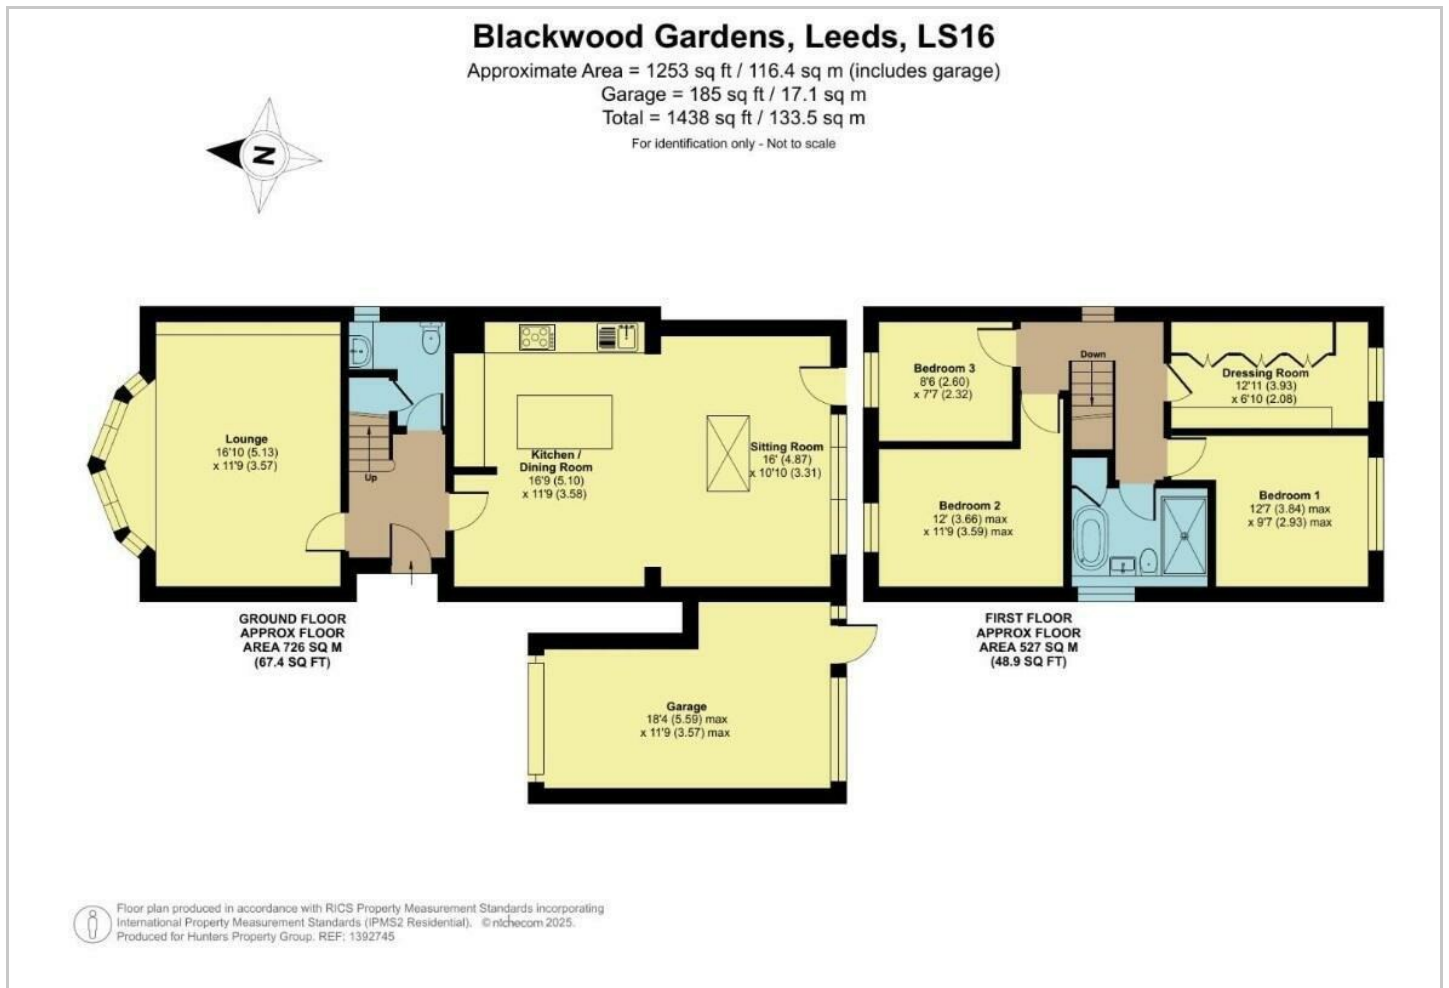 Blackwood Gardens, Leeds, LS16
Approximate Area = 1253 sq ft / 116.4 sq m (includes garage)
Garage = 185 sq ft / 17.1 sq m
Total = 1438 sq ft / 133.5 sq m
For identification only - Not to scale
N
Lounge
16'10 (5.13)
x 11'9 (3.57)
Up
Kitchen /
Dining Room
16'9 (5.10)
x 11'9 (3.58)
Sitting Room
16' (4.87)
x 10'10 (3.31)
Garage
18'4 (5.59) max
x 11'9 (3.57) max
GROUND FLOOR
APPROX FLOOR
AREA 726 SQ M
(67.4 SQ FT)
Bedroom 3
8'6 (2.60)
x 7'7 (2.32)
Down
Dressing Room
12'11 (3.93)
x 6'10 (2.08)
Bedroom 2
12' (3.66) max
x 11'9 (3.59) max
Bedroom 1
12'7 (3.84) max
x 9'7 (2.93) max
FIRST FLOOR
APPROX FLOOR
AREA 527 SQ M
(48.9 SQ FT)
Floor plan produced in accordance with RICS Property Measurement Standards incorporating
International Property Measurement Standards (IPMS2 Residential). © nichecom 2025.
Produced for Hunters Property Group. REF: 1392745